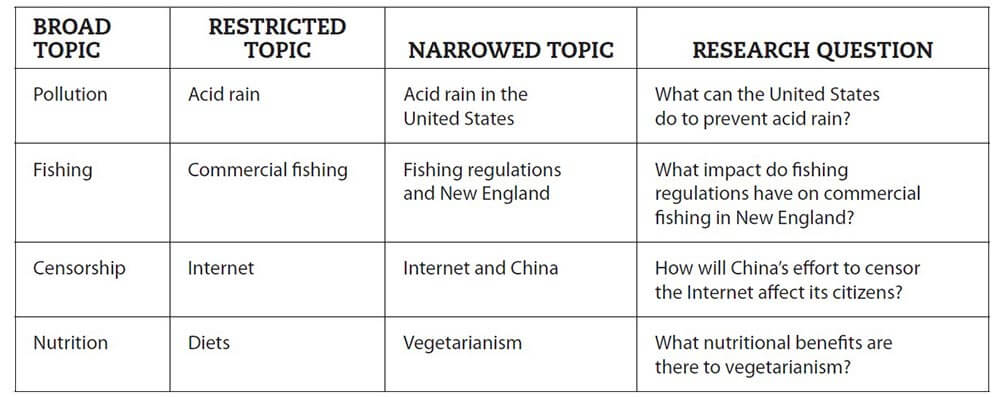 BROAD
TOPIC
RESTRICTED
TOPIC
NARROWED TOPIC
RESEARCH QUESTION
Pollution
Acid rain
Acid rain in the
United States
What can the United States
do to prevent acid rain?
Fishing
Commercial fishing
Fishing regulations
and New England
What impact do fishing
regulations have on commercial
fishing in New England?
Censorship
Internet
Internet and China
How will China’s effort to censor
the Internet affect its citizens?
Nutrition
Diets
Vegetarianism
What nutritional benefits are
there to vegetarianism?